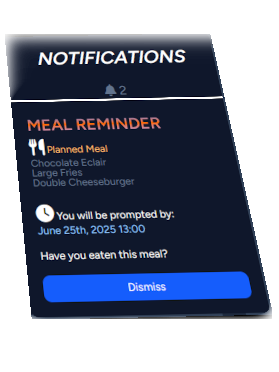 NOTIFICATIONS
2
MEAL REMINDER
Planned Meal
Chocolate Eclair
Large Fries
Double Cheeseburger
You will be prompted by:
June 25th, 2025 13:00
Have you eaten this meal?
Dismiss